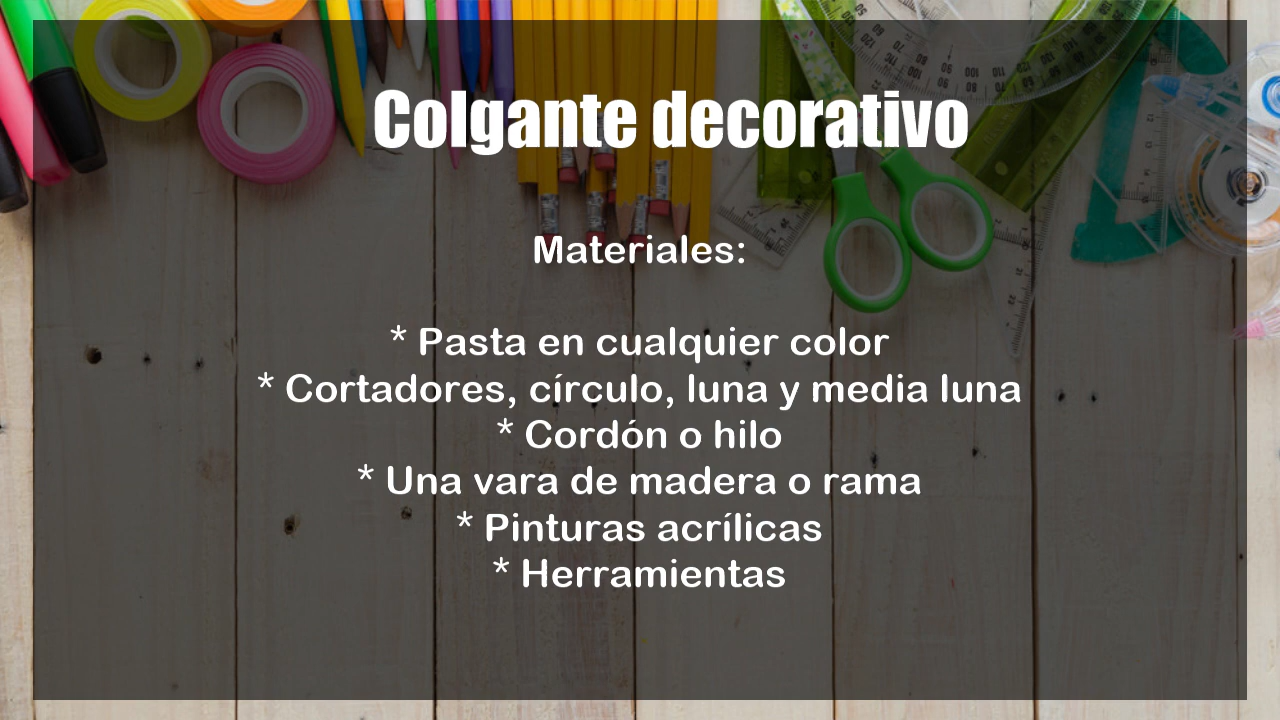 Colgante decorativo
Materiales:
* Pasta en cualquier color
* Cortadores, círculo, luna y media luna
* Cordón o hilo
* Una vara de madera o rama
* Pinturas acrílicas
* Herramientas